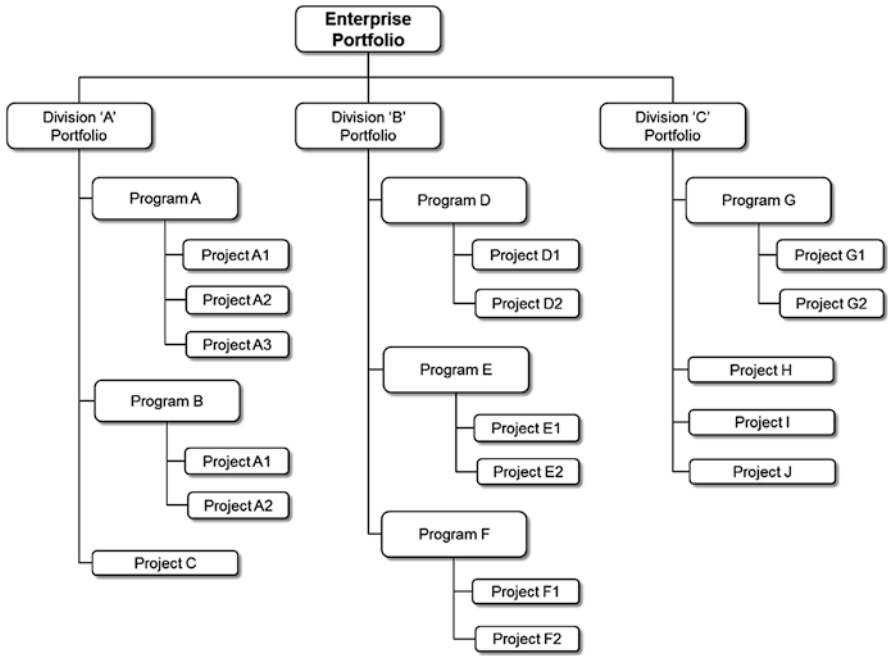 Enterprise
Portfolio
Division 'A'
Portfolio
Program A
Project A1
Project A2
Project A3
Program B
Project A1
Project A2
Project C
Division 'B'
Portfolio
Program D
Project D1
Project D2
Program E
Project E1
Project E2
Program F
Project F1
Project F2
Division 'C'
Portfolio
Program G
Project G1
Project G2
Project H
Project I
Project J